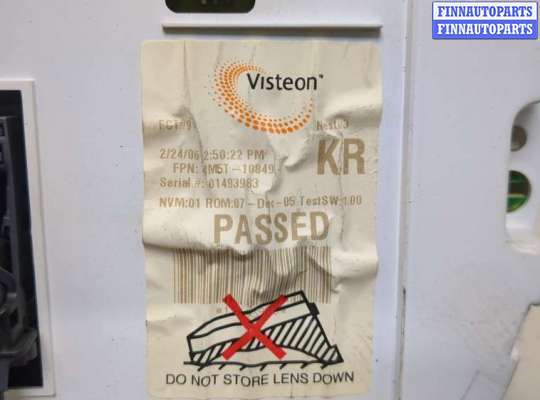 FINNAUTOPARTS
FINNAUTOPARTS
Visteon
2/24/06 2:50:22 PM
FPN: 4M5T-10849-
KR
Serial #: 01493983
NVM:01 ROM:07-Dec-05 TestSW:1.00
PASSED
DO NOT STORE LENS DOWN